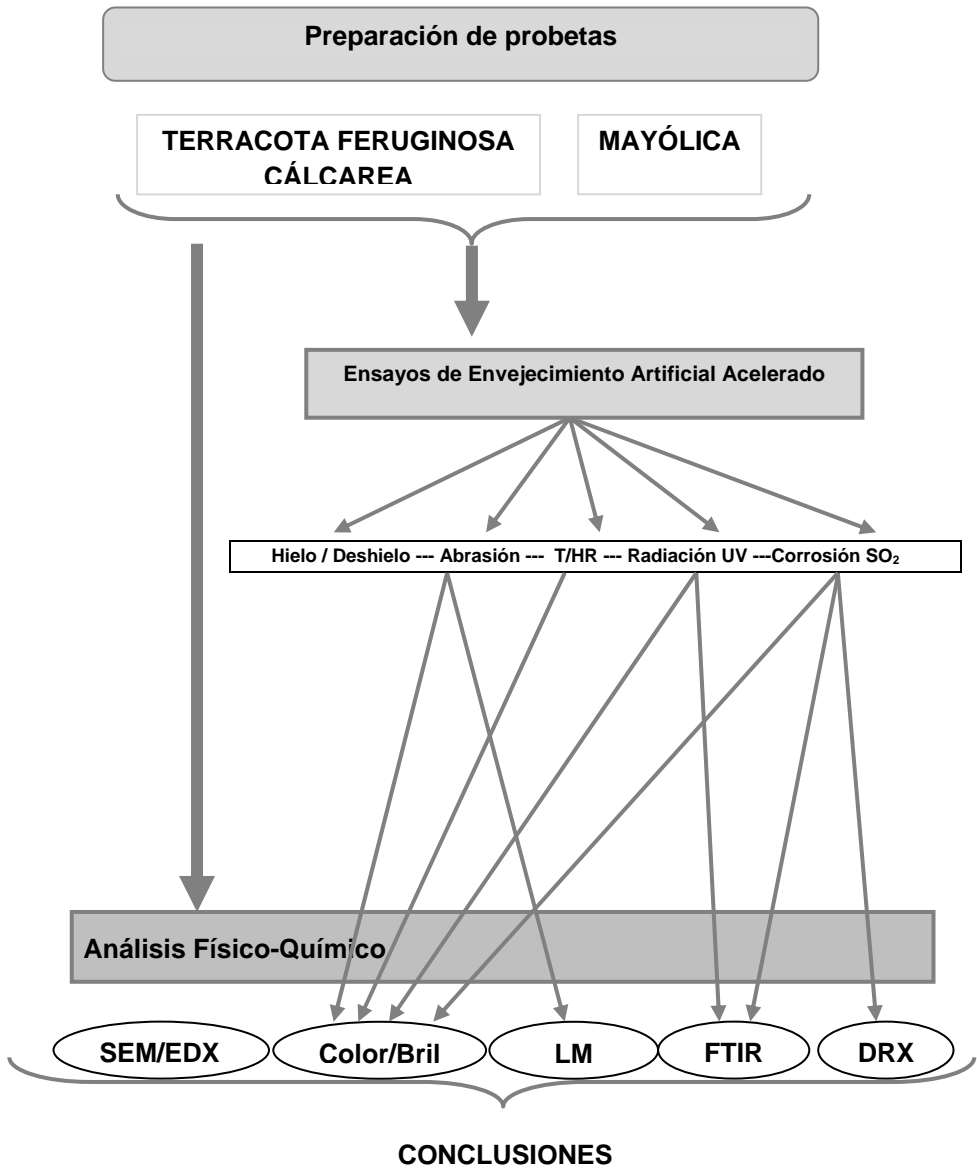 Preparación de probetas
TERRACOTA FERUGINOSA
CÁLCAREA
MAYÓLICA
Ensayos de Envejecimiento Artificial Acelerado
Hielo / Deshielo --- Abrasión --- T/HR --- Radiación UV ---Corrosión SO₂
Análisis Físico-Químico
SEM/EDX
Color/Bril
LM
FTIR
DRX
CONCLUSIONES